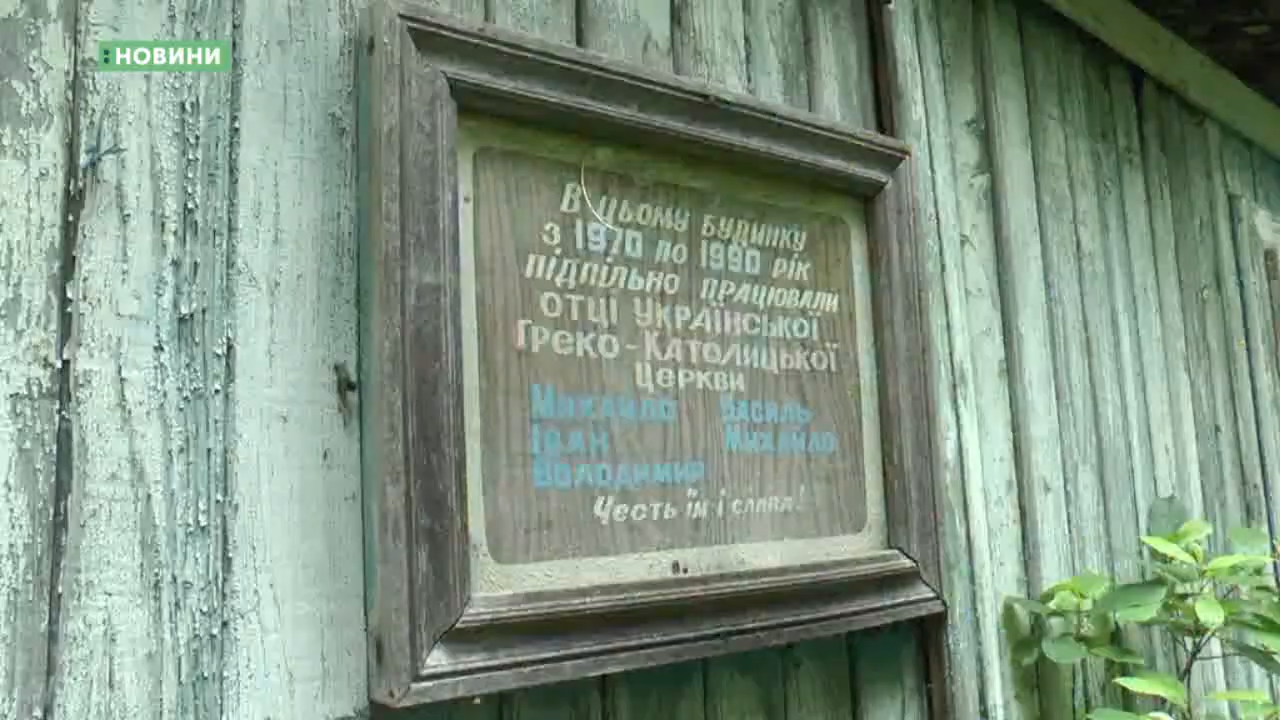 :НОВИНИ
В ЦЬОМУ БУДИНКУ
З 1970 ПО 1990 РІК
ПІДПІЛЬНО ПРАЦЮВАЛИ
ОТЦІ УКРАЇНСЬКОЇ
ГРЕКО-КАТОЛИЦЬКОЇ
ЦЕРКВИ
МИХАЙЛО ВАСИЛЬ
ІВАН МИХАЙЛО
ВОЛОДИМИР
Честь їм і слава!